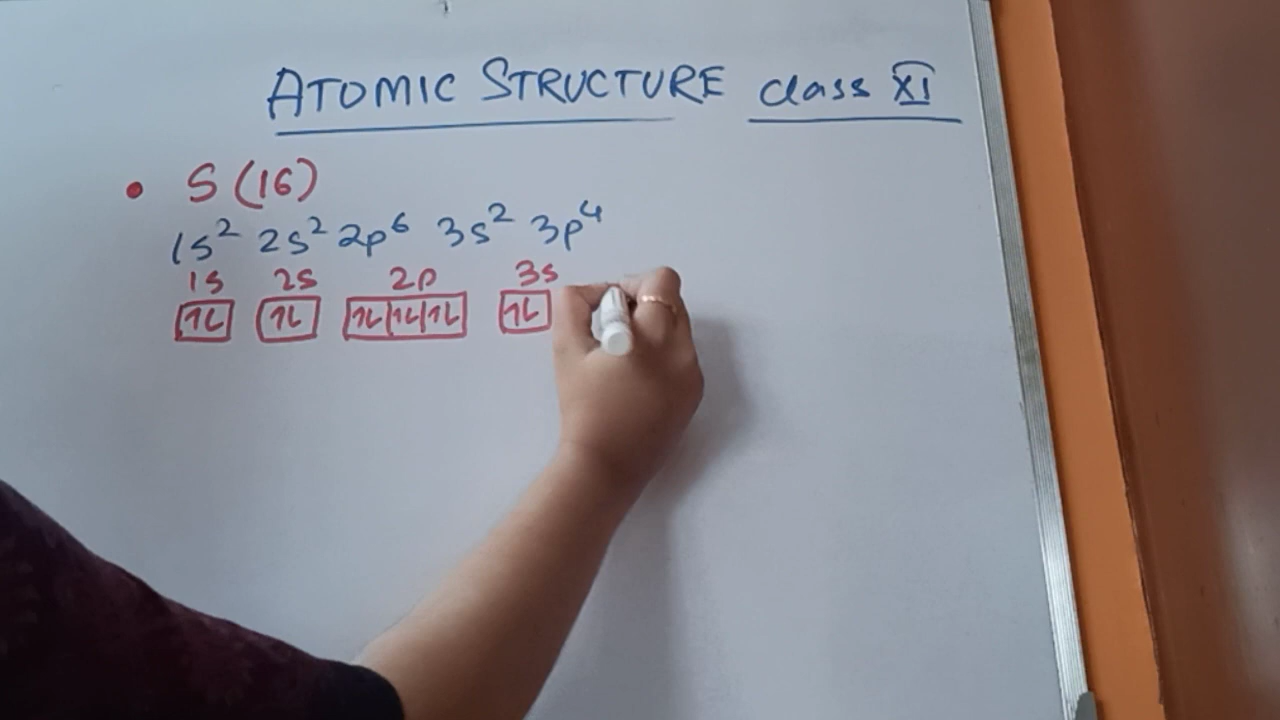 ATOMIC STRUCTURE class XI
• S (16)
1s² 2s² 2p⁶ 3s² 3p⁴
1s 2s 2p 3s
↿⇂ ↿⇂ ↿⇂ ↿⇂ ↿⇂ ↿⇂